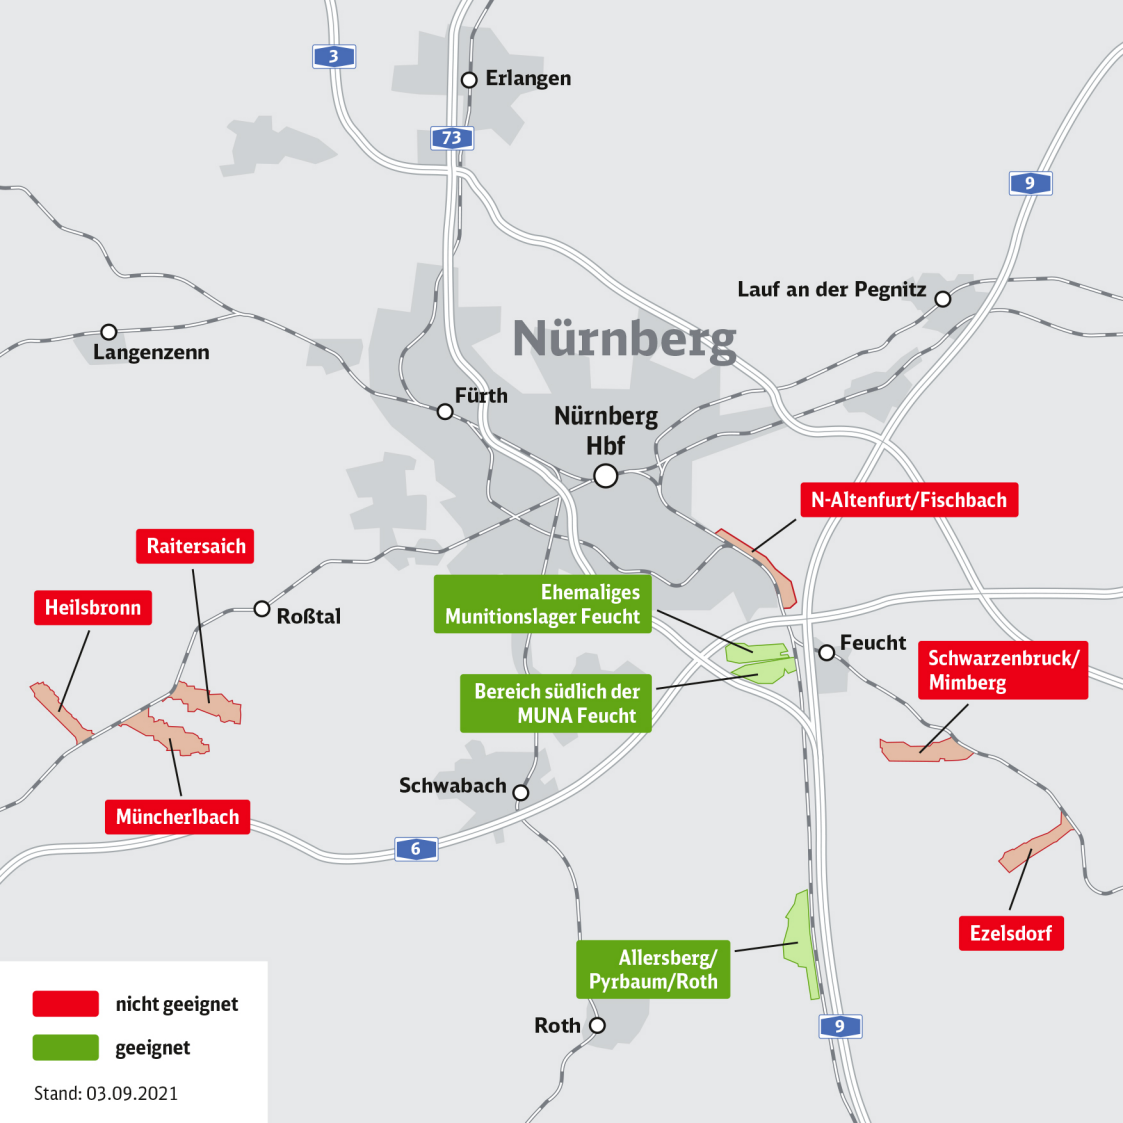 3
Erlangen
73
9
Lauf an der Pegnitz
Nürnberg
Langenzenn
Fürth
Nürnberg
Hbf
N-Altenfurt/Fischbach
Raitersaich
Heilsbronn
Roßtal
Ehemaliges
Munitionslager Feucht
Feucht
Schwarzenbruck/
Mimberg
Bereich südlich der
MUNA Feucht
Schwabach
Müncherlbach
6
Ezelsdorf
Allersberg/
Pyrbaum/Roth
Roth
9
nicht geeignet
geeignet
Stand: 03.09.2021